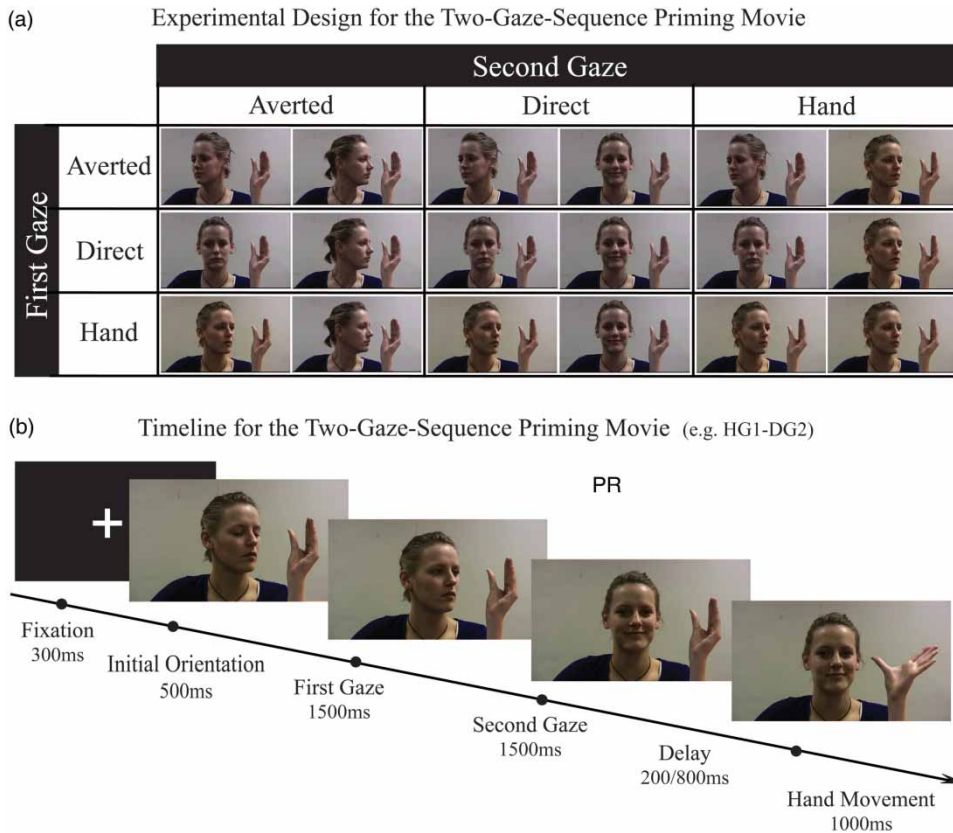 (a)
Experimental Design for the Two-Gaze-Sequence Priming Movie
Second Gaze
Averted Direct Hand
First Gaze
Averted
Direct
Hand
(b)
Timeline for the Two-Gaze-Sequence Priming Movie (e.g. HG1-DG2)
PR
+
Fixation
300ms
Initial Orientation
500ms
First Gaze
1500ms
Second Gaze
1500ms
Delay
200/800ms
Hand Movement
1000ms